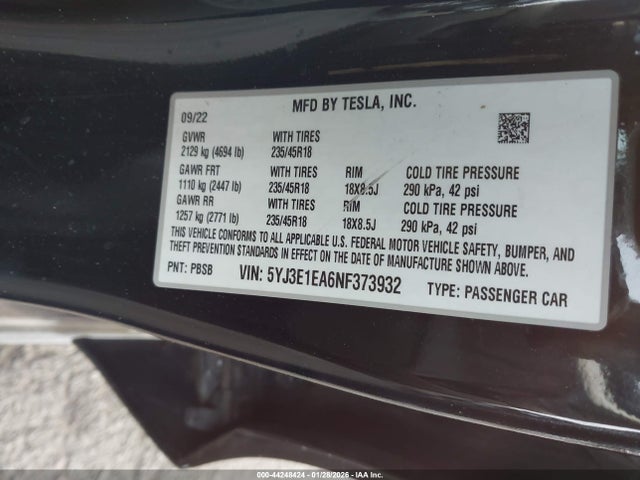 MFD BY TESLA, INC.
09/22
GVWR WITH TIRES
2129 kg (4694 lb) 235/45R18
GAWR FRT WITH TIRES RIM COLD TIRE PRESSURE
1110 kg (2447 lb) 235/45R18 18X8.5J 290 kPa, 42 psi
GAWR RR WITH TIRES RIM COLD TIRE PRESSURE
1257 kg (2771 lb) 235/45R18 18X8.5J 290 kPa, 42 psi
THIS VEHICLE CONFORMS TO ALL APPLICABLE U.S. FEDERAL MOTOR VEHICLE SAFETY, BUMPER, AND
THEFT PREVENTION STANDARDS IN EFFECT ON THE DATE OF MANUFACTURE SHOWN ABOVE.
PNT: PBSB VIN: 5YJ3E1EA6NF373932 TYPE: PASSENGER CAR
000-44248424 | 01/28/2026 - IAA Inc.